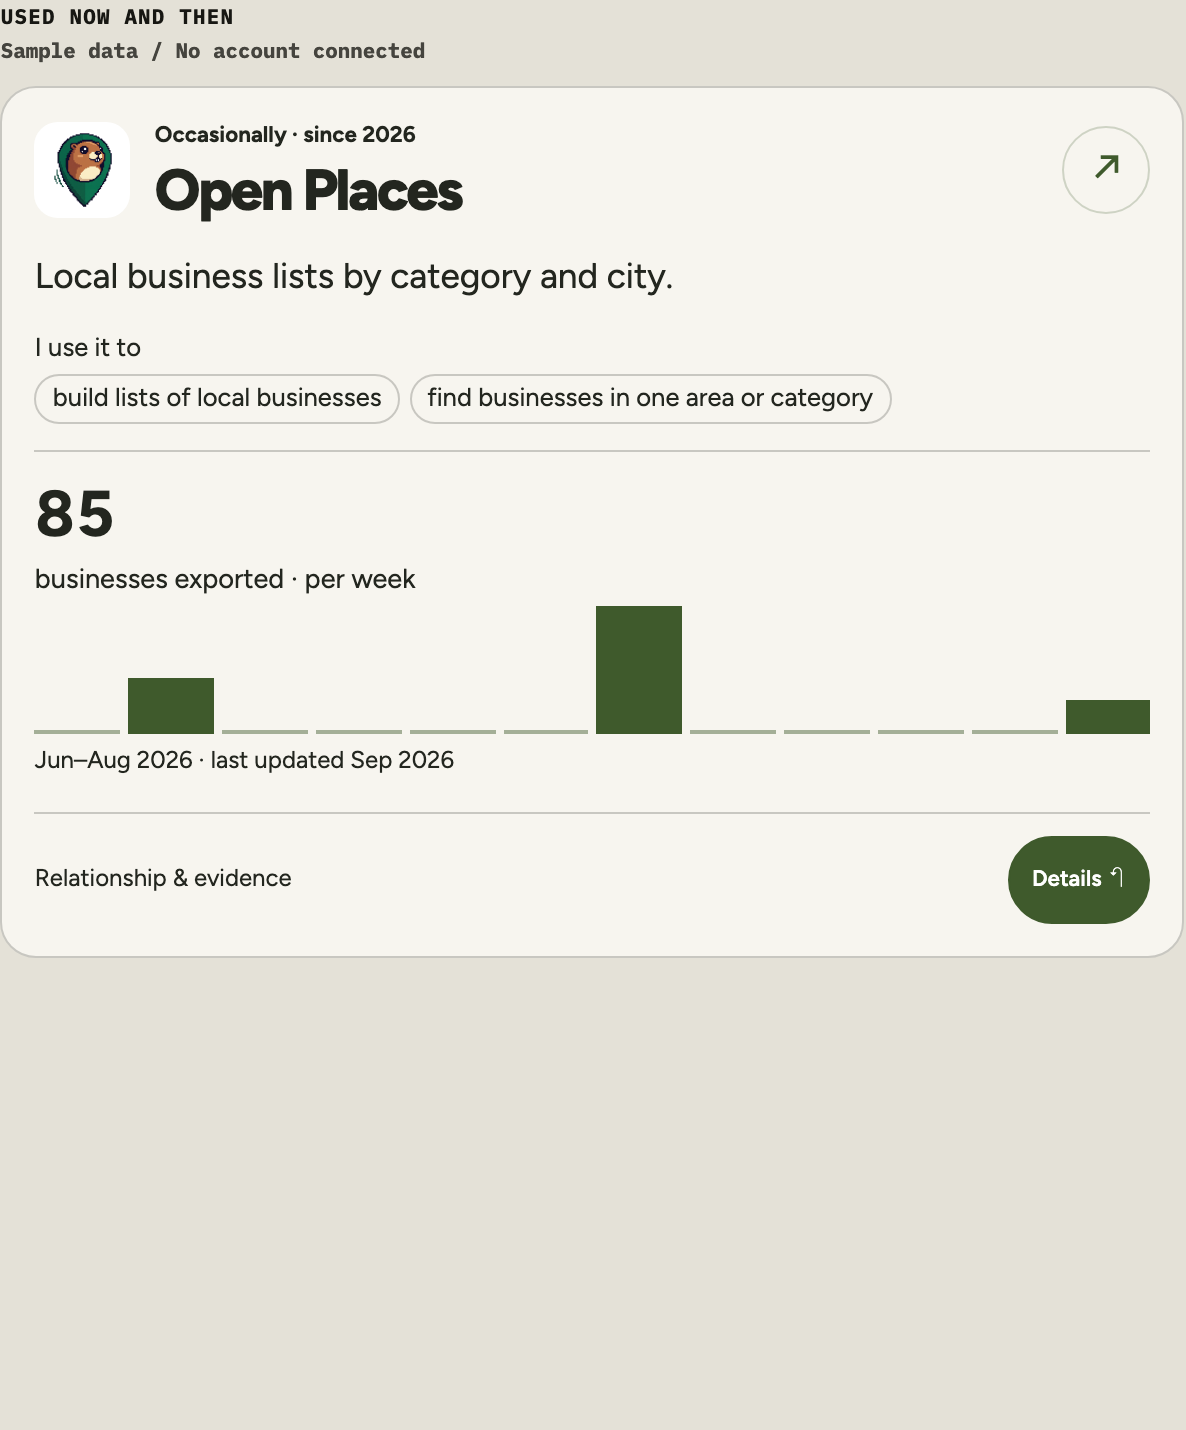 USED NOW AND THEN
Sample data / No account connected
Occasionally · since 2026
Open Places
Local business lists by category and city.
I use it to
build lists of local businesses
find businesses in one area or category
85
businesses exported · per week
Jun–Aug 2026 · last updated Sep 2026
Relationship & evidence
Details